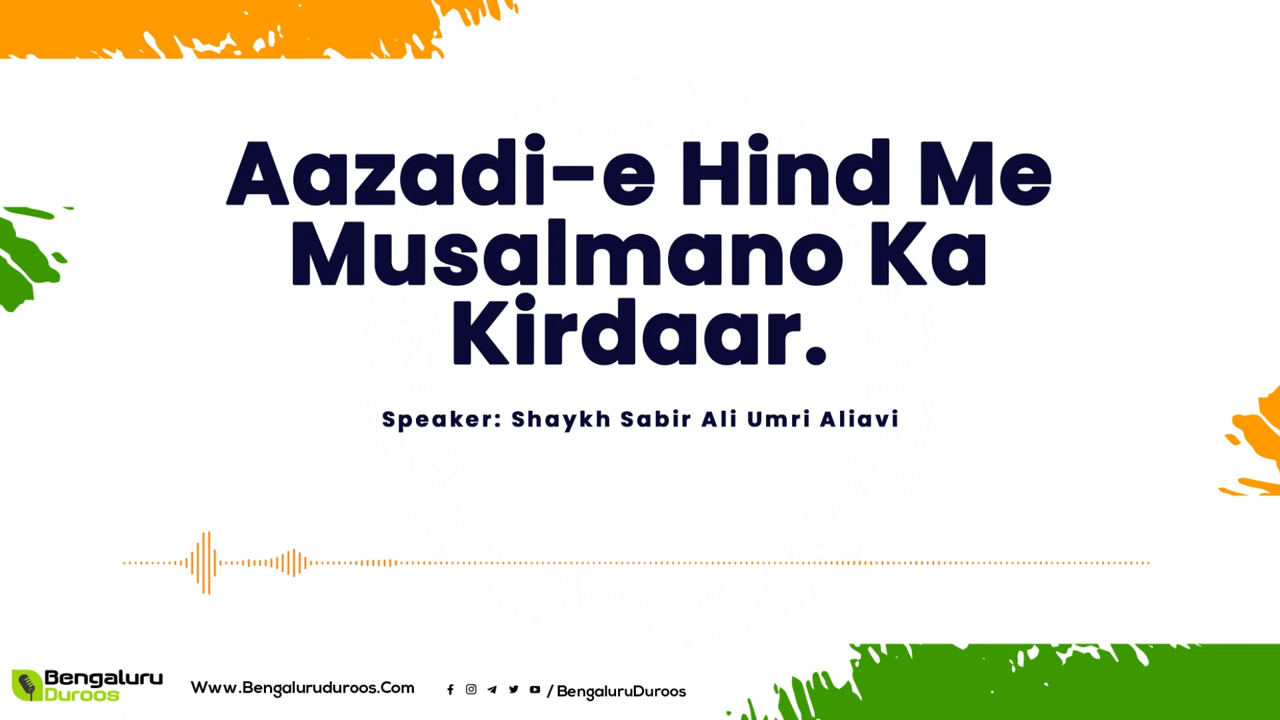 Aazadi-e Hind Me
Musalmano Ka
Kirdaar.
Speaker: Shaykh Sabir Ali Umri Aliavi
Bengaluru
Duroos
Www.Bengaluruduroos.Com
/BengaluruDuroos